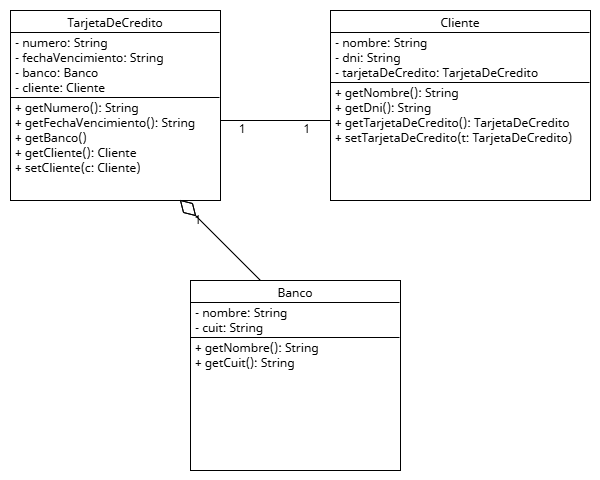 TarjetaDeCredito
- numero: String
- fechaVencimiento: String
- banco: Banco
- cliente: Cliente
+ getNumero(): String
+ getFechaVencimiento(): String
+ getBanco()
+ getCliente(): Cliente
+ setCliente(c: Cliente)
1
1
Cliente
- nombre: String
- dni: String
- tarjetaDeCredito: TarjetaDeCredito
+ getNombre(): String
+ getDni(): String
+ getTarjetaDeCredito(): TarjetaDeCredito
+ setTarjetaDeCredito(t: TarjetaDeCredito)
1
Banco
- nombre: String
- cuit: String
+ getNombre(): String
+ getCuit(): String